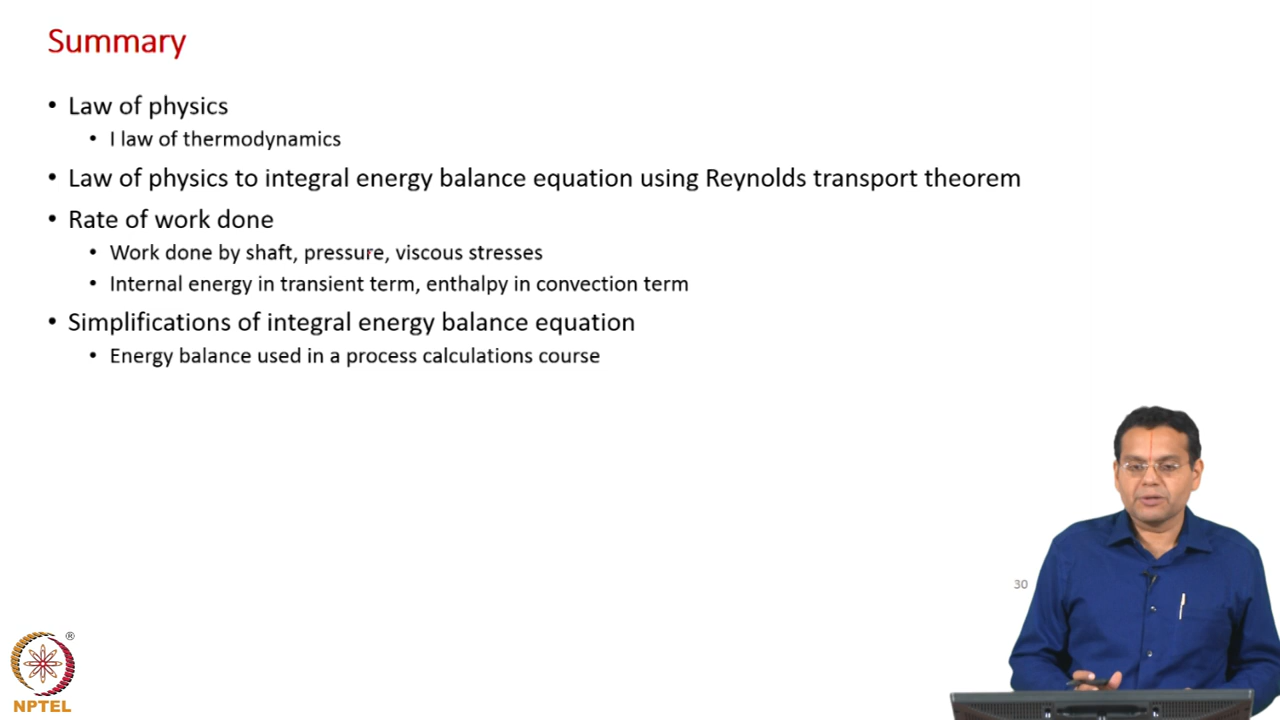 Summary
• Law of physics
• I law of thermodynamics
• Law of physics to integral energy balance equation using Reynolds transport theorem
• Rate of work done
• Work done by shaft, pressure, viscous stresses
• Internal energy in transient term, enthalpy in convection term
• Simplifications of integral energy balance equation
• Energy balance used in a process calculations course
30
®
NPTEL